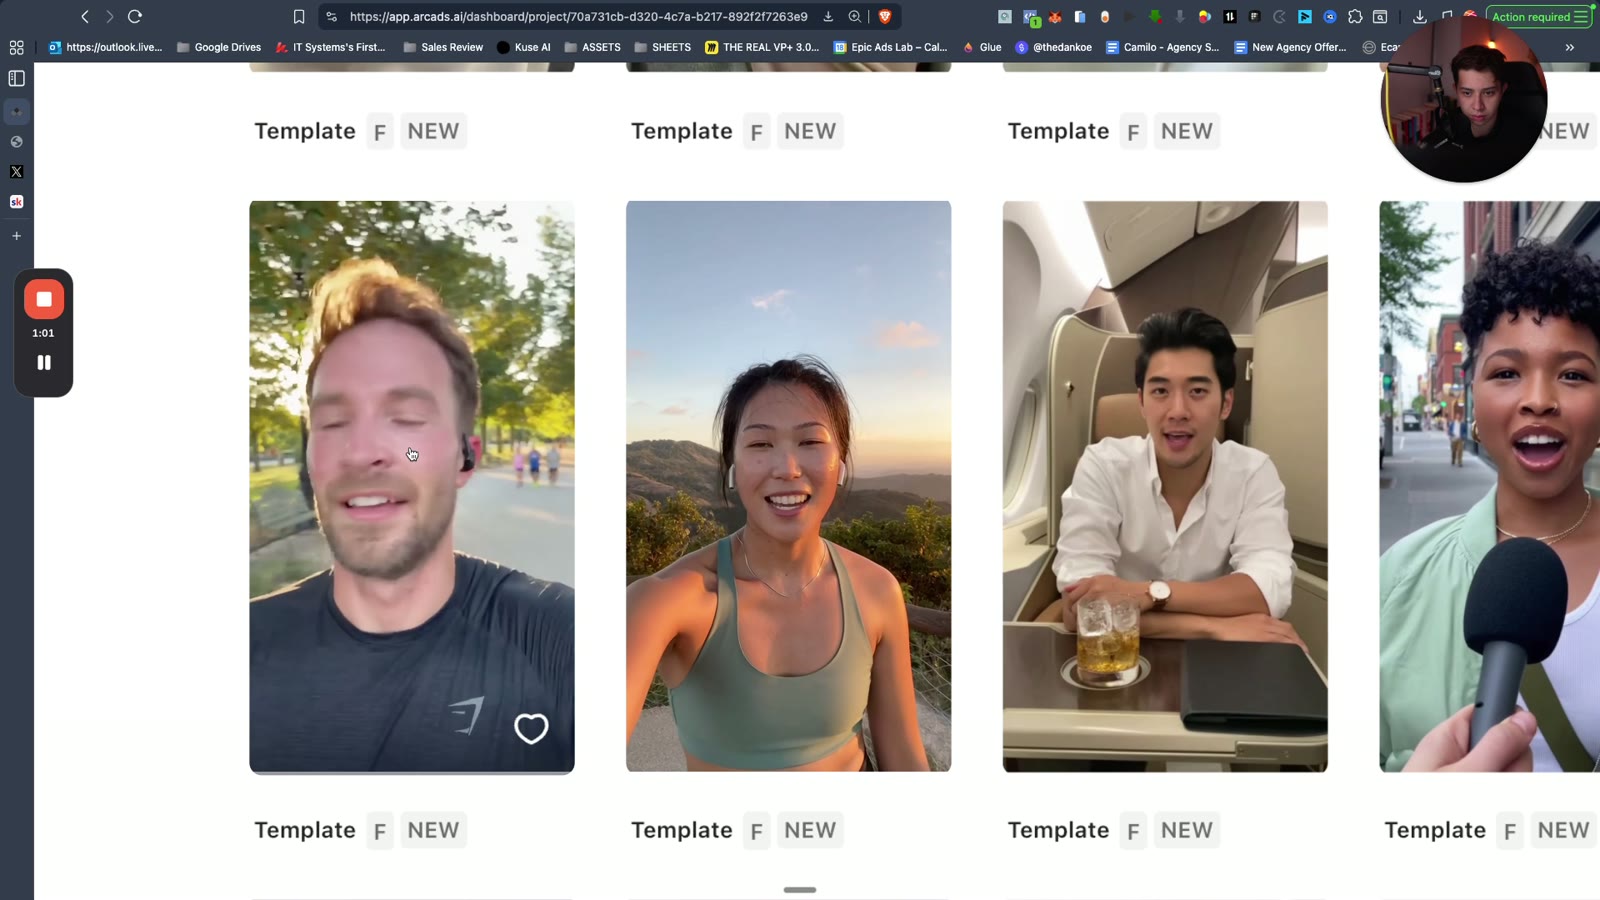 https://app.arcads.ai/dashboard/project/70a731cb-d320-4c7a-b217-892f2f7263e9
Action required
https://outlook.live...
Google Drives
IT Systems's First...
Sales Review
Kuse AI
ASSETS
SHEETS
THE REAL VP+ 3.0...
Epic Ads Lab – Cal...
Glue
@thedankoe
Camilo - Agency S...
New Agency Offer...
Eca
Template F NEW
Template F NEW
Template F NEW
NEW
1:01
Template F NEW
Template F NEW
Template F NEW
Template F NEW